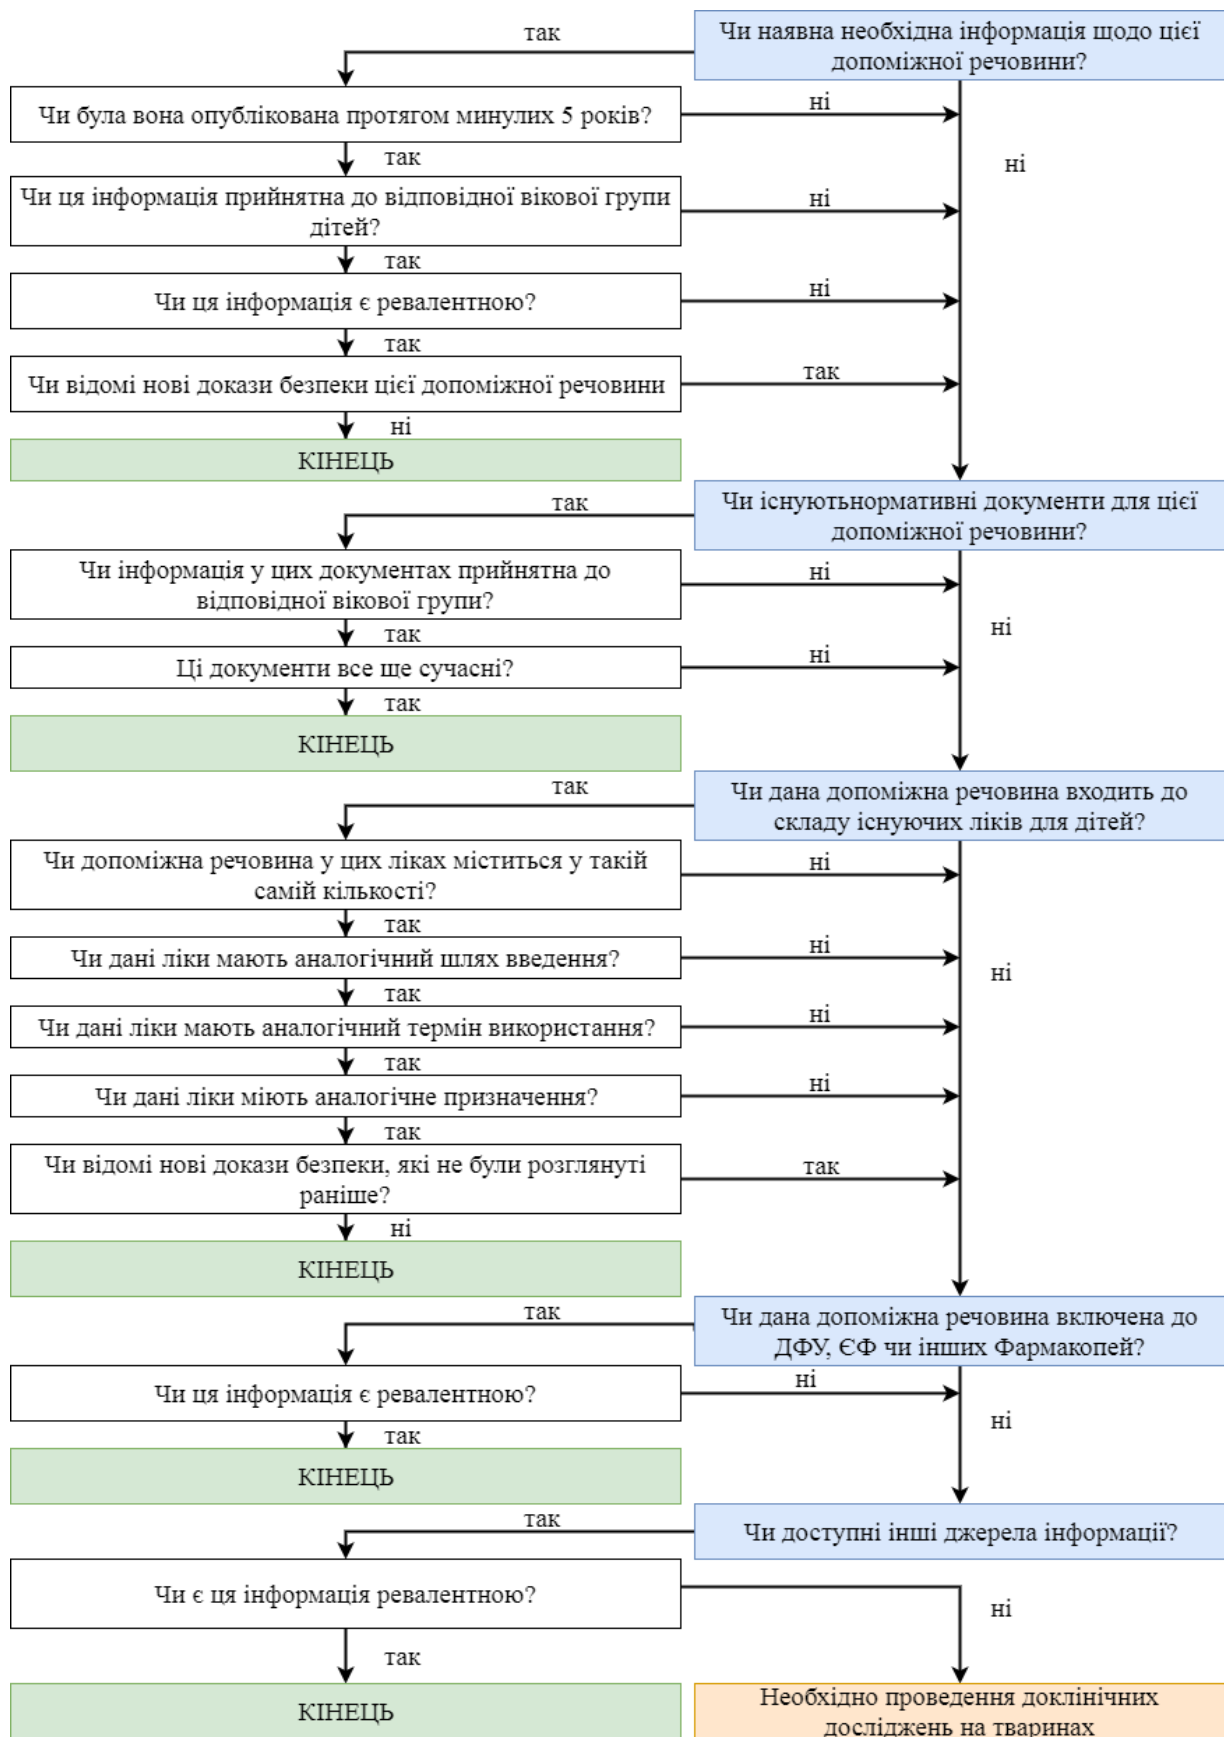 так
Чи наявна необхідна інформація щодо цієї
допоміжної речовини?
Чи була вона опублікована протягом минулих 5 років?
ні
так
ні
Чи ця інформація прийнятна до відповідної вікової групи
дітей?
ні
так
Чи ця інформація є ревалентною?
ні
так
Чи відомі нові докази безпеки цієї допоміжної речовини
так
ні
КІНЕЦЬ
так
Чи існуютьнормативні документи для цієї
допоміжної речовини?
Чи інформація у цих документах прийнятна до
відповідної вікової групи?
ні
ні
так
Ці документи все ще сучасні?
ні
так
КІНЕЦЬ
так
Чи дана допоміжна речовина входить до
складу існуючих ліків для дітей?
Чи допоміжна речовина у цих ліках міститься у такій
самій кількості?
ні
так
Чи дані ліки мають аналогічний шлях введення?
ні
ні
так
Чи дані ліки мають аналогічний термін використання?
ні
так
Чи дані ліки міють аналогічне призначення?
ні
так
Чи відомі нові докази безпеки, які не були розглянуті
раніше?
так
ні
КІНЕЦЬ
так
Чи дана допоміжна речовина включена до
ДФУ, ЄФ чи інших Фармакопей?
Чи ця інформація є ревалентною?
ні
ні
так
КІНЕЦЬ
так
Чи доступні інші джерела інформації?
Чи є ця інформація ревалентною?
ні
так
КІНЕЦЬ
Необхідно проведення доклінічних
досліджень на тваринах